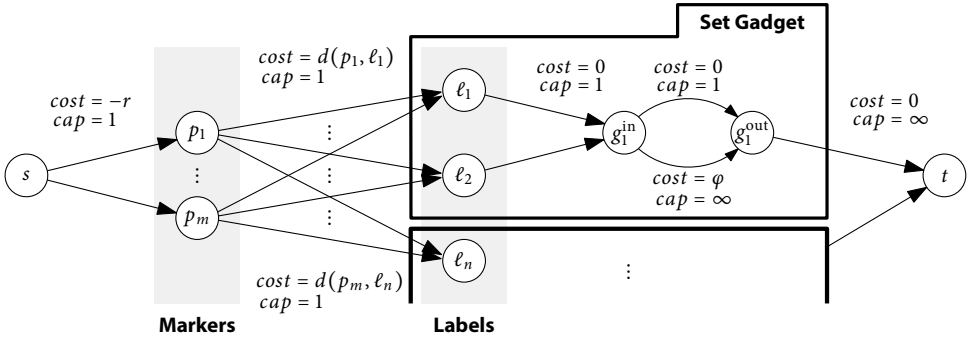 Set Gadget
cost = d(p₁, ℓ₁)
cap = 1
cost = 0
cap = 1
cost = 0
cap = 1
cost = −r
cap = 1
cost = 0
cap = ∞
ℓ₁
p₁
⋮
g₁ⁱⁿ
g₁ᵒᵘᵗ
s
⋮
ℓ₂
t
cost = φ
cap = ∞
pₘ
⋮
ℓₙ
⋮
cost = d(pₘ, ℓₙ)
cap = 1
Markers
Labels